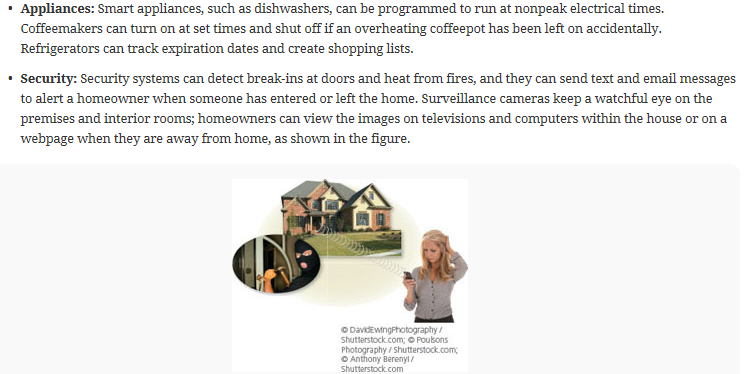 • Appliances: Smart appliances, such as dishwashers, can be programmed to run at nonpeak electrical times.
Coffeemakers can turn on at set times and shut off if an overheating coffeepot has been left on accidentally.
Refrigerators can track expiration dates and create shopping lists.
• Security: Security systems can detect break-ins at doors and heat from fires, and they can send text and email messages
to alert a homeowner when someone has entered or left the home. Surveillance cameras keep a watchful eye on the
premises and interior rooms; homeowners can view the images on televisions and computers within the house or on a
webpage when they are away from home, as shown in the figure.
© DavidEwingPhotography /
Shutterstock.com; © Poulsons
Photography / Shutterstock.com;
© Anthony Berenyi /
Shutterstock.com